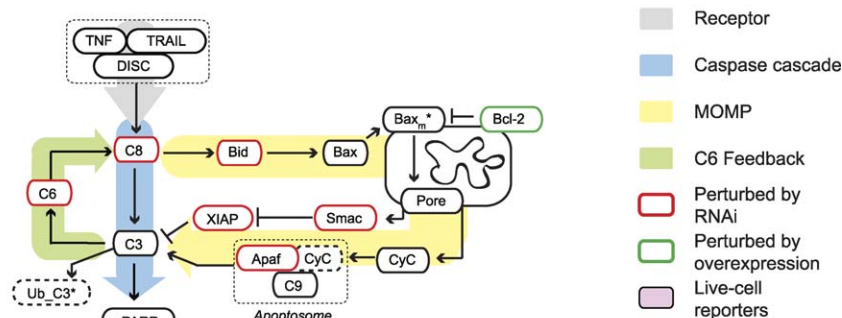 TNF TRAIL
DISC
Receptor
Caspase cascade
MOMP
C6 Feedback
Perturbed by
RNAi
Perturbed by
overexpression
Live-cell
reporters
Baxm* Bcl-2
C8 Bid Bax
C6
Pore
XIAP Smac
C3
Apaf CyC CyC
C9
Ub_C3*
Apoptosome